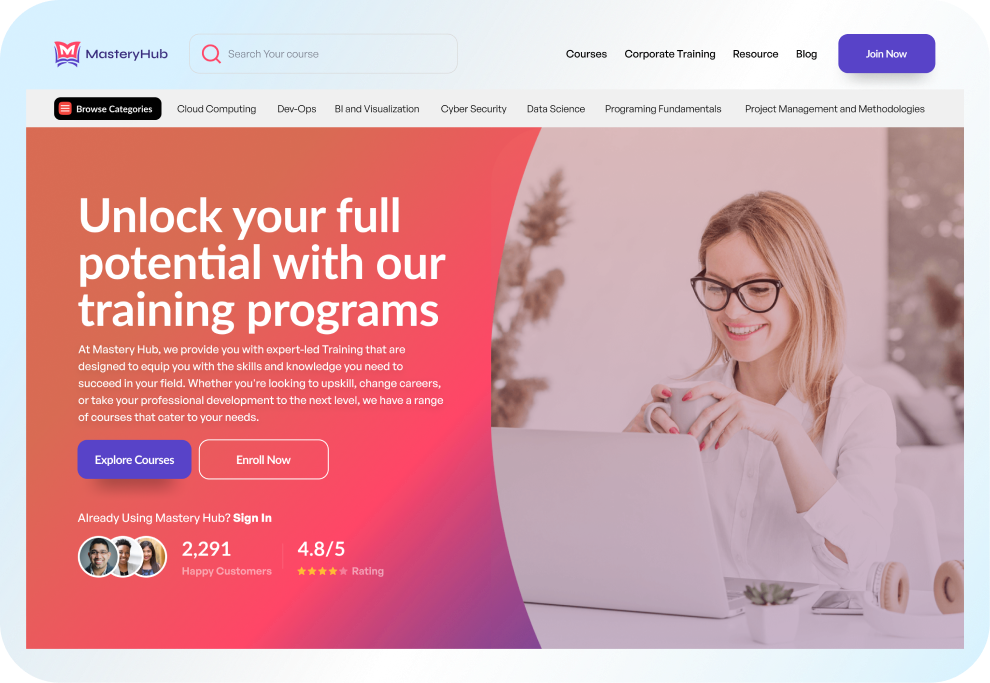 MasteryHub
Search Your course
Courses Corporate Training Resource Blog Join Now
Browse Categories Cloud Computing Dev-Ops BI and Visualization Cyber Security Data Science Programing Fundamentals Project Management and Methodologies
Unlock your full
potential with our
training programs
At Mastery Hub, we provide you with expert-led Training that are
designed to equip you with the skills and knowledge you need to
succeed in your field. Whether you're looking to upskill, change careers,
or take your professional development to the next level, we have a range
of courses that cater to your needs.
Explore Courses Enroll Now
Already Using Mastery Hub? Sign In
2,291 4.8/5
Happy Customers Rating